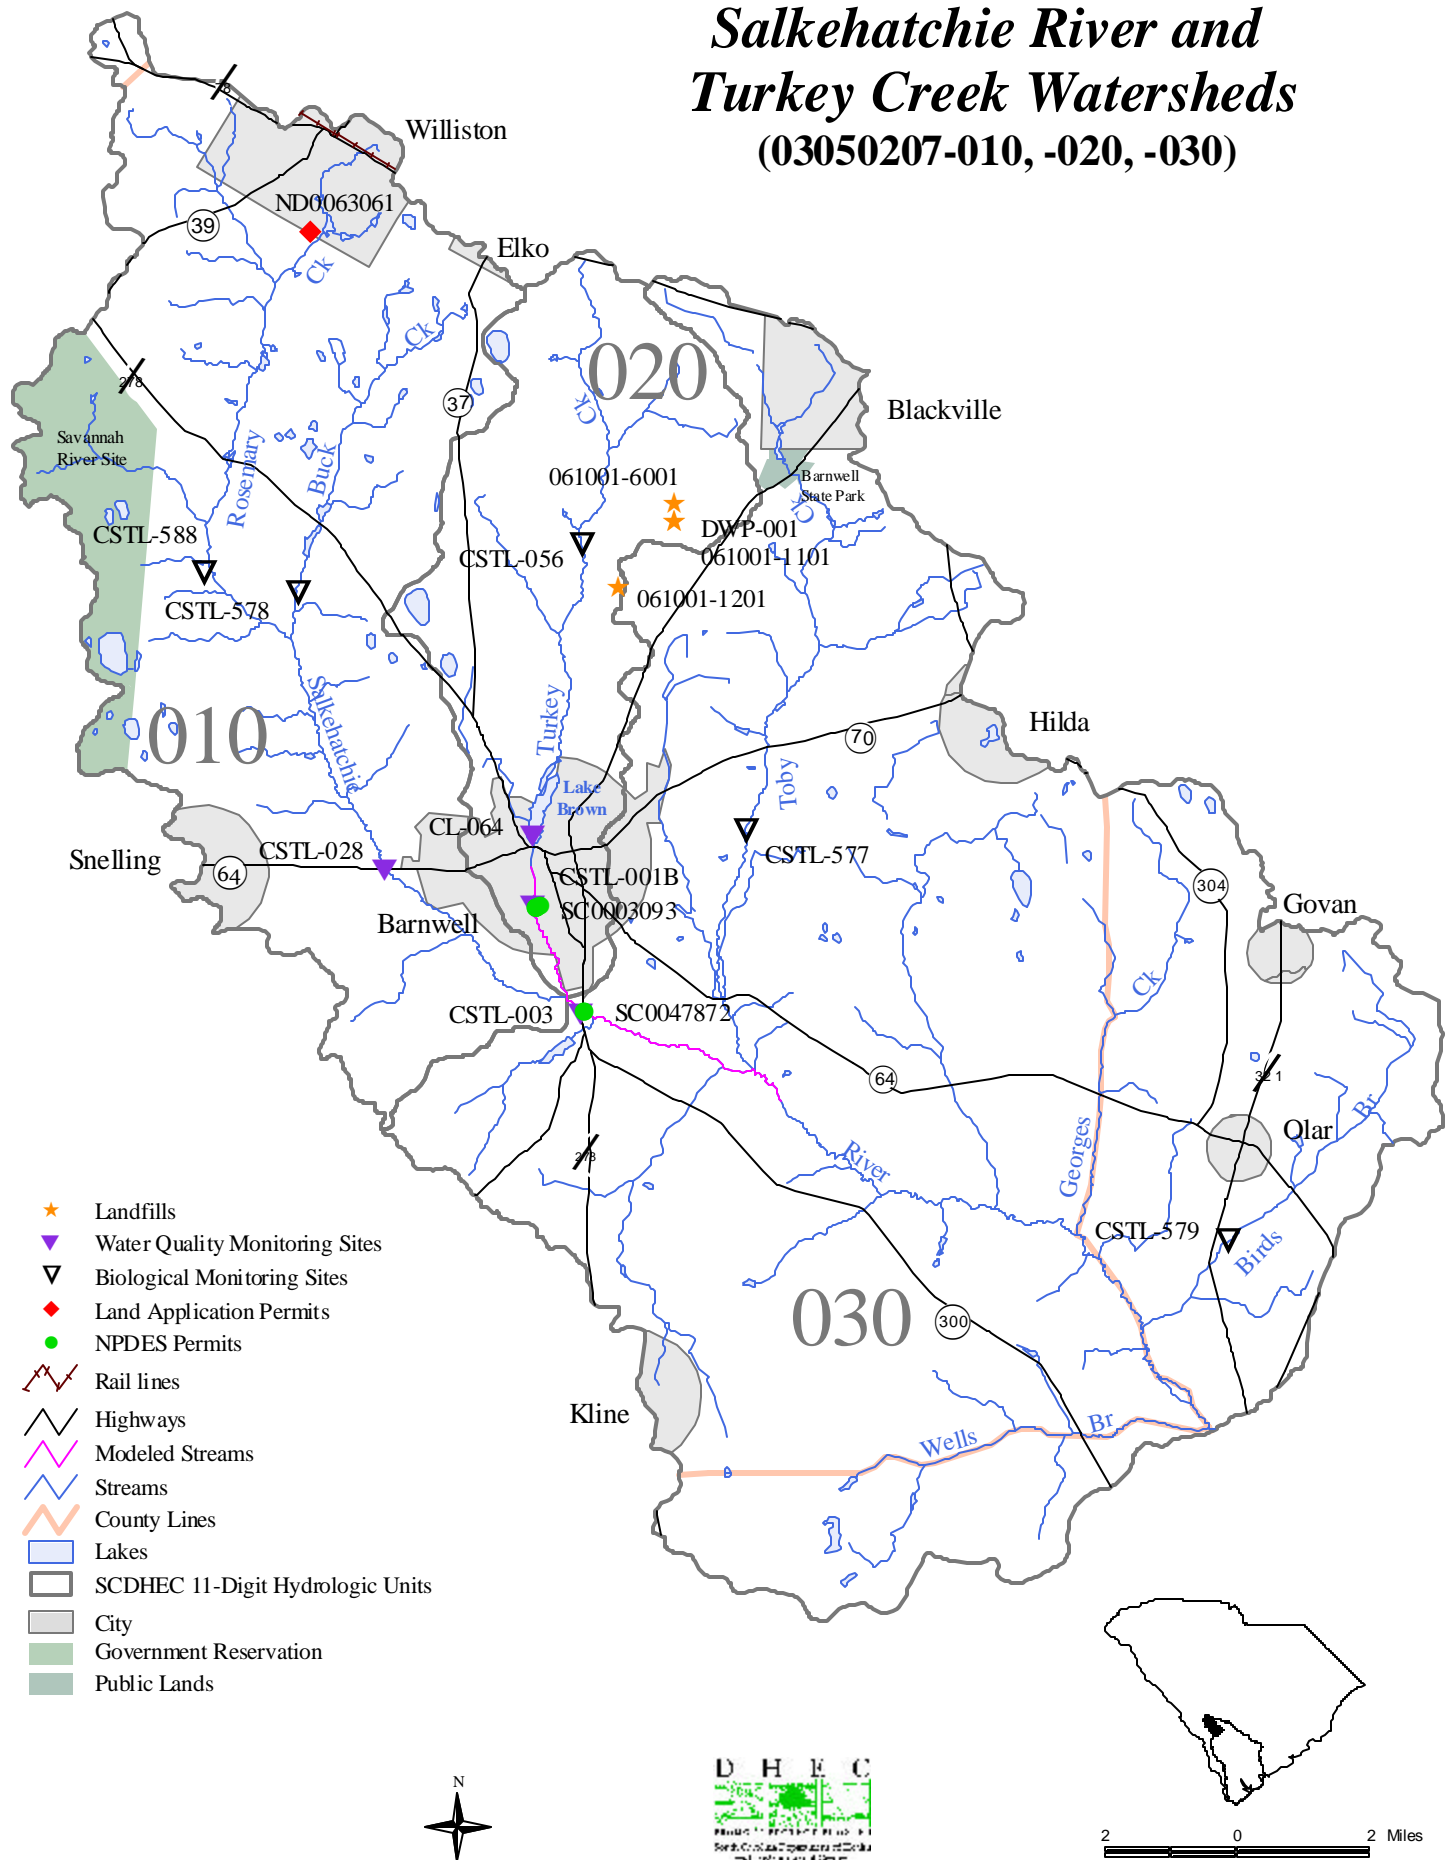 Salkehatchie River and
Turkey Creek Watersheds
(03050207-010, -020, -030)
78
Williston
ND0063061
39
Ck
Elko
Ck
020
37
278
Ck
Blackville
Savannah
River Site
Rosemary
Buck
061001-6001
Barnwell
State Park
Ck
CSTL-588
DWP-001
CSTL-056
061001-1101
CSTL-578
061001-1201
Salkehatchie
010
Turkey
Hilda
70
Toby
Lake
Brown
CL-064
Snelling
CSTL-028
64
CSTL-577
CSTL-001B
304
Barnwell
SC0003093
Govan
Ck
CSTL-003
SC0047872
64
321
Br
Olar
278
River
Georges
CSTL-579
Birds
030
300
Kline
Wells
Br
Landfills
Water Quality Monitoring Sites
Biological Monitoring Sites
Land Application Permits
NPDES Permits
Rail lines
Highways
Modeled Streams
Streams
County Lines
Lakes
SCDHEC 11-Digit Hydrologic Units
City
Government Reservation
Public Lands
N
D H E C
2 0 2 Miles